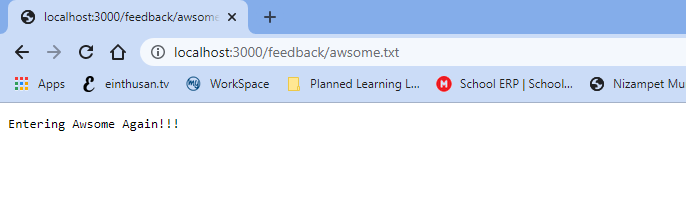 localhost:3000/feedback/awsome
localhost:3000/feedback/awsome.txt
Apps einthusan.tv WorkSpace Planned Learning L... School ERP | School... Nizampet Mu
Entering Awsome Again!!!